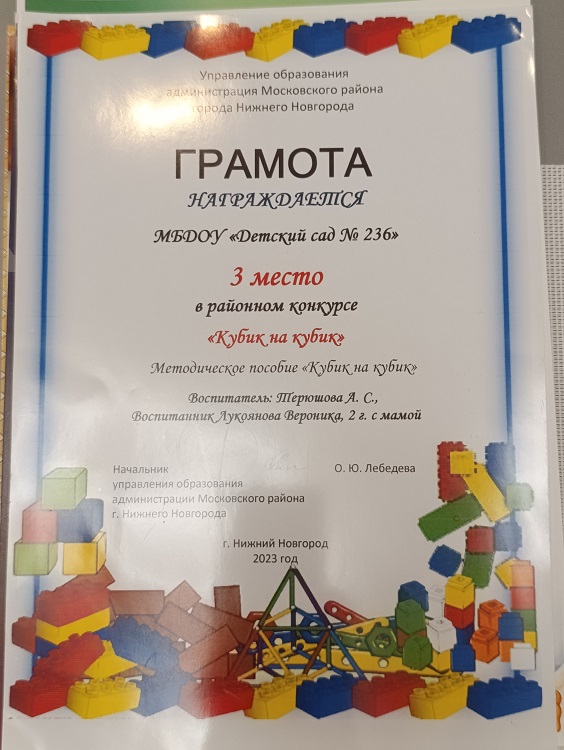 Управление образования
администрация Московского района
города Нижнего Новгорода
ГРАМОТА
НАГРАЖДАЕТСЯ
МБДОУ «Детский сад № 236»
3 место
в районном конкурсе
«Кубик на кубик»
Методическое пособие «Кубик на кубик»
Воспитатель: Терюшова А. С.,
Воспитанник Лукоянова Вероника, 2 г. с мамой
Начальник О. Ю. Лебедева
управления образования
администрации Московского района
г. Нижнего Новгорода
г. Нижний Новгород
2023 год